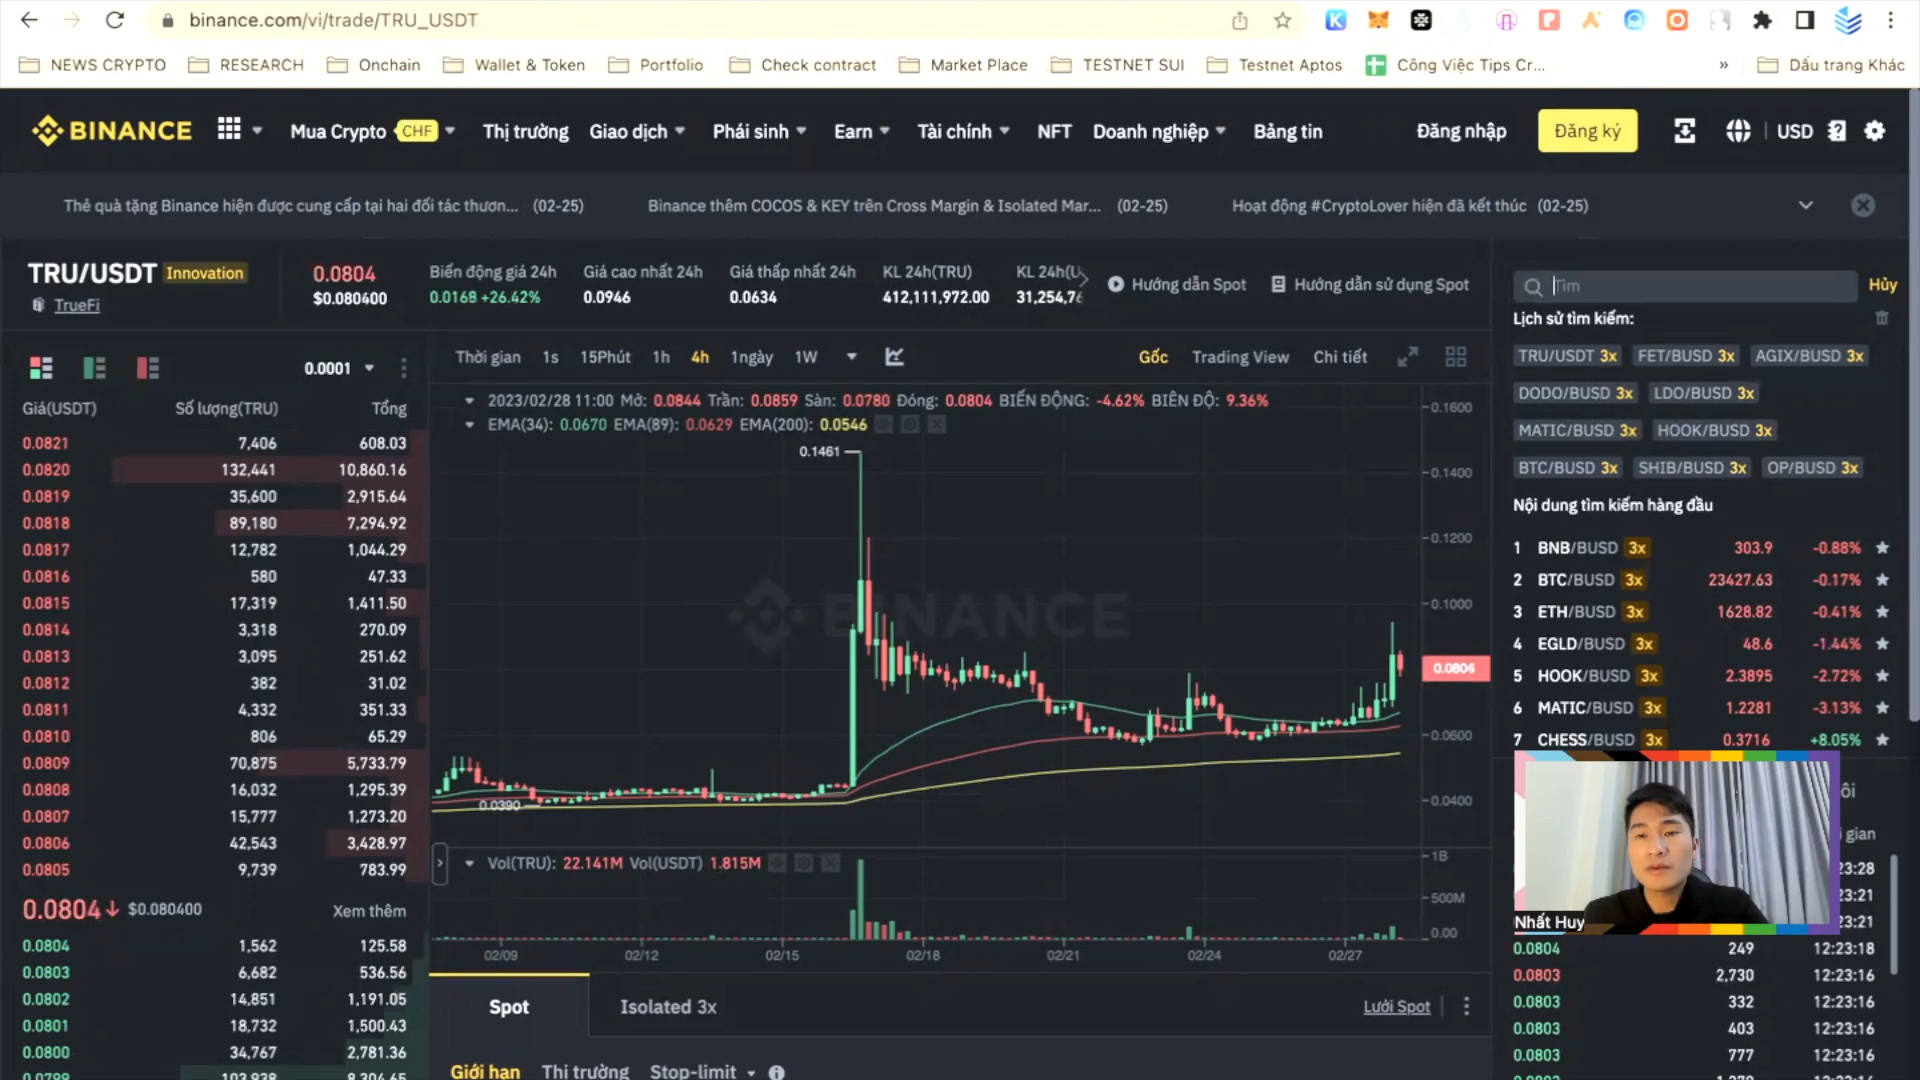 binance.com/vi/trade/TRU_USDT
NEWS CRYPTO RESEARCH Onchain Wallet & Token Portfolio Check contract Market Place TESTNET SUI Testnet Aptos Công Việc Tips Cr... » Dấu trang Khác
BINANCE Mua Crypto CHF Thị trường Giao dịch Phái sinh Earn Tài chính NFT Doanh nghiệp Bảng tin Đăng nhập Đăng ký USD
Thẻ quà tặng Binance hiện được cung cấp tại hai đối tác thươn... (02-25) Binance thêm COCOS & KEY trên Cross Margin & Isolated Mar... (02-25) Hoạt động #CryptoLover hiện đã kết thúc (02-25)
TRU/USDT Innovation
TrueFi
0.0804
$0.080400
Biến động giá 24h
0.0168 +26.42%
Giá cao nhất 24h
0.0946
Giá thấp nhất 24h
0.0634
KL 24h(TRU)
412,111,972.00
KL 24h(U
31,254,76
Hướng dẫn Spot Hướng dẫn sử dụng Spot
0.0001
Giá(USDT) Số lượng(TRU) Tổng
0.0821 7,406 608.03
0.0820 132,441 10,860.16
0.0819 35,600 2,915.64
0.0818 89,180 7,294.92
0.0817 12,782 1,044.29
0.0816 580 47.33
0.0815 17,319 1,411.50
0.0814 3,318 270.09
0.0813 3,095 251.62
0.0812 382 31.02
0.0811 4,332 351.33
0.0810 806 65.29
0.0809 70,875 5,733.79
0.0808 16,032 1,295.39
0.0807 15,777 1,273.20
0.0806 42,543 3,428.97
0.0805 9,739 783.99
0.0804↓ $0.080400 Xem thêm
0.0804 1,562 125.58
0.0803 6,682 536.56
0.0802 14,851 1,191.05
0.0801 18,732 1,500.43
0.0800 34,767 2,781.36
0.0799 103,938 8,304.65
Thời gian 1s 15Phút 1h 4h 1ngày 1W Gốc Trading View Chi tiết
2023/02/28 11:00 Mở: 0.0844 Trần: 0.0859 Sàn: 0.0780 Đóng: 0.0804 BIẾN ĐỘNG: -4.62% BIÊN ĐỘ: 9.36%
EMA(34): 0.0670 EMA(89): 0.0629 EMA(200): 0.0546
0.1461
0.0390
BINANCE
0.1600
0.1400
0.1200
0.1000
0.0806
0.0600
0.0400
Vol(TRU): 22.141M Vol(USDT) 1.815M
1B
500M
0.00
02/09 02/12 02/15 02/18 02/21 02/24 02/27
Spot Isolated 3x Lưới Spot
Giới hạn Thị trường Stop-limit
Tìm Hủy
Lịch sử tìm kiếm:
TRU/USDT 3x FET/BUSD 3x AGIX/BUSD 3x
DODO/BUSD 3x LDO/BUSD 3x
MATIC/BUSD 3x HOOK/BUSD 3x
BTC/BUSD 3x SHIB/BUSD 3x OP/BUSD 3x
Nội dung tìm kiếm hàng đầu
1 BNB/BUSD 3x 303.9 -0.88%
2 BTC/BUSD 3x 23427.63 -0.17%
3 ETH/BUSD 3x 1628.82 -0.41%
4 EGLD/BUSD 3x 48.6 -1.44%
5 HOOK/BUSD 3x 2.3895 -2.72%
6 MATIC/BUSD 3x 1.2281 -3.13%
7 CHESS/BUSD 3x 0.3716 +8.05%
ôi
gian
23:28
23:21
23:21
Nhất Huy
0.0804 249 12:23:18
0.0803 2,730 12:23:16
0.0803 332 12:23:16
0.0803 403 12:23:16
0.0803 777 12:23:16